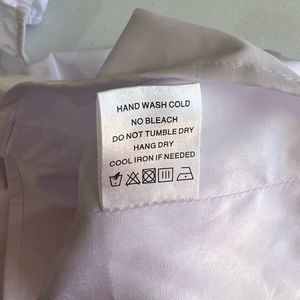 HAND WASH COLD
NO BLEACH
DO NOT TUMBLE DRY
HANG DRY
COOL IRON IF NEEDED